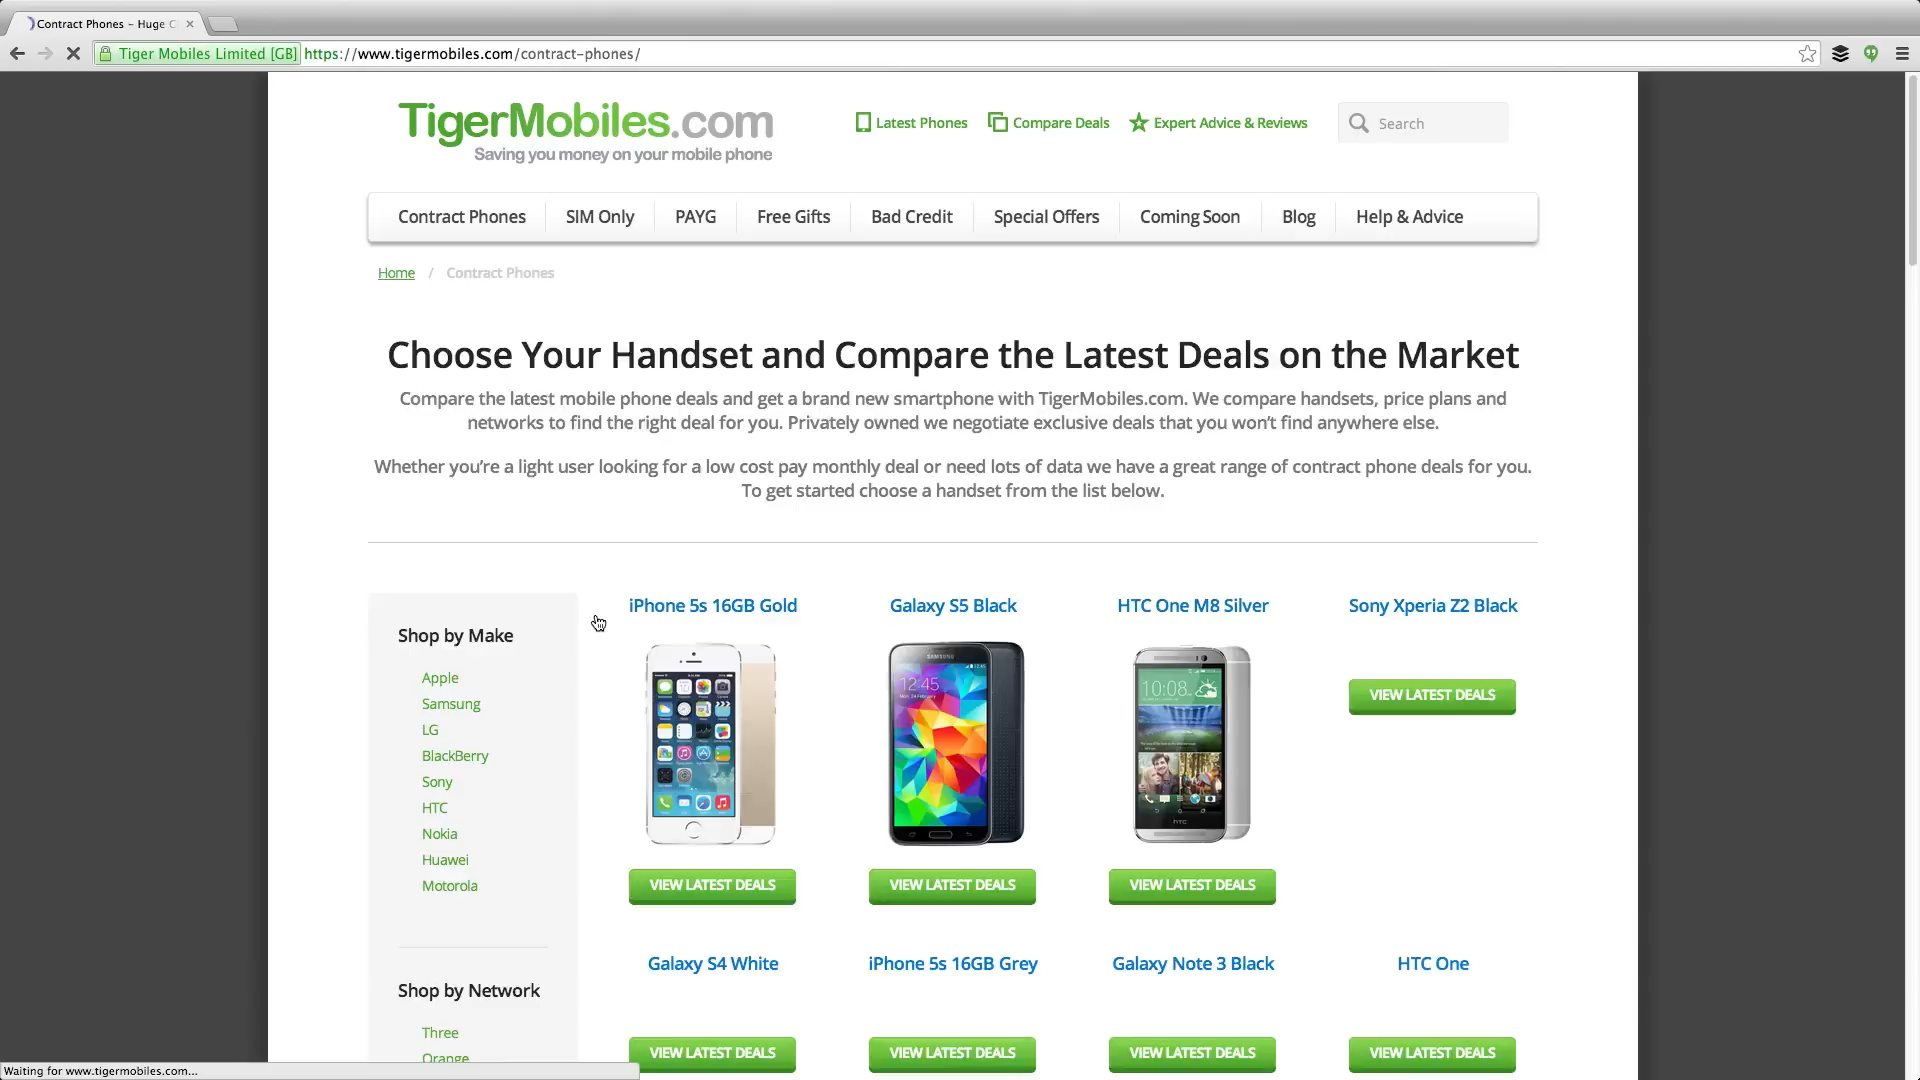 Contract Phones – Huge C
Tiger Mobiles Limited [GB] https://www.tigermobiles.com/contract-phones/
TigerMobiles.com
Saving you money on your mobile phone
Latest Phones
Compare Deals
Expert Advice & Reviews
Search
Contract Phones
SIM Only
PAYG
Free Gifts
Bad Credit
Special Offers
Coming Soon
Blog
Help & Advice
Home / Contract Phones
Choose Your Handset and Compare the Latest Deals on the Market
Compare the latest mobile phone deals and get a brand new smartphone with TigerMobiles.com. We compare handsets, price plans and
networks to find the right deal for you. Privately owned we negotiate exclusive deals that you won't find anywhere else.
Whether you're a light user looking for a low cost pay monthly deal or need lots of data we have a great range of contract phone deals for you.
To get started choose a handset from the list below.
Shop by Make
Apple
Samsung
LG
BlackBerry
Sony
HTC
Nokia
Huawei
Motorola
Shop by Network
Three
Orange
iPhone 5s 16GB Gold
Galaxy S5 Black
HTC One M8 Silver
Sony Xperia Z2 Black
SAMSUNG
12:45
10:08
hTC
VIEW LATEST DEALS
VIEW LATEST DEALS
VIEW LATEST DEALS
VIEW LATEST DEALS
Galaxy S4 White
iPhone 5s 16GB Grey
Galaxy Note 3 Black
HTC One
VIEW LATEST DEALS
VIEW LATEST DEALS
VIEW LATEST DEALS
VIEW LATEST DEALS
Waiting for www.tigermobiles.com...